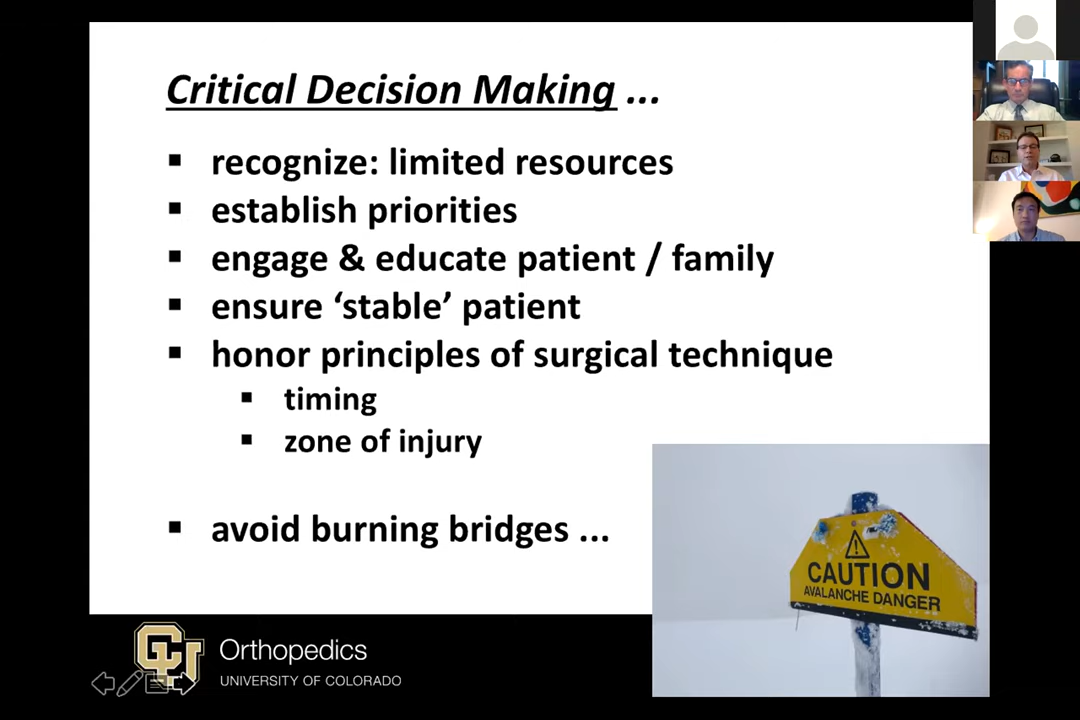 Critical Decision Making ...
▪ recognize: limited resources
▪ establish priorities
▪ engage & educate patient / family
▪ ensure ‘stable’ patient
▪ honor principles of surgical technique
▪ timing
▪ zone of injury
▪ avoid burning bridges ...
CAUTION
AVALANCHE DANGER
CU
Orthopedics
UNIVERSITY OF COLORADO